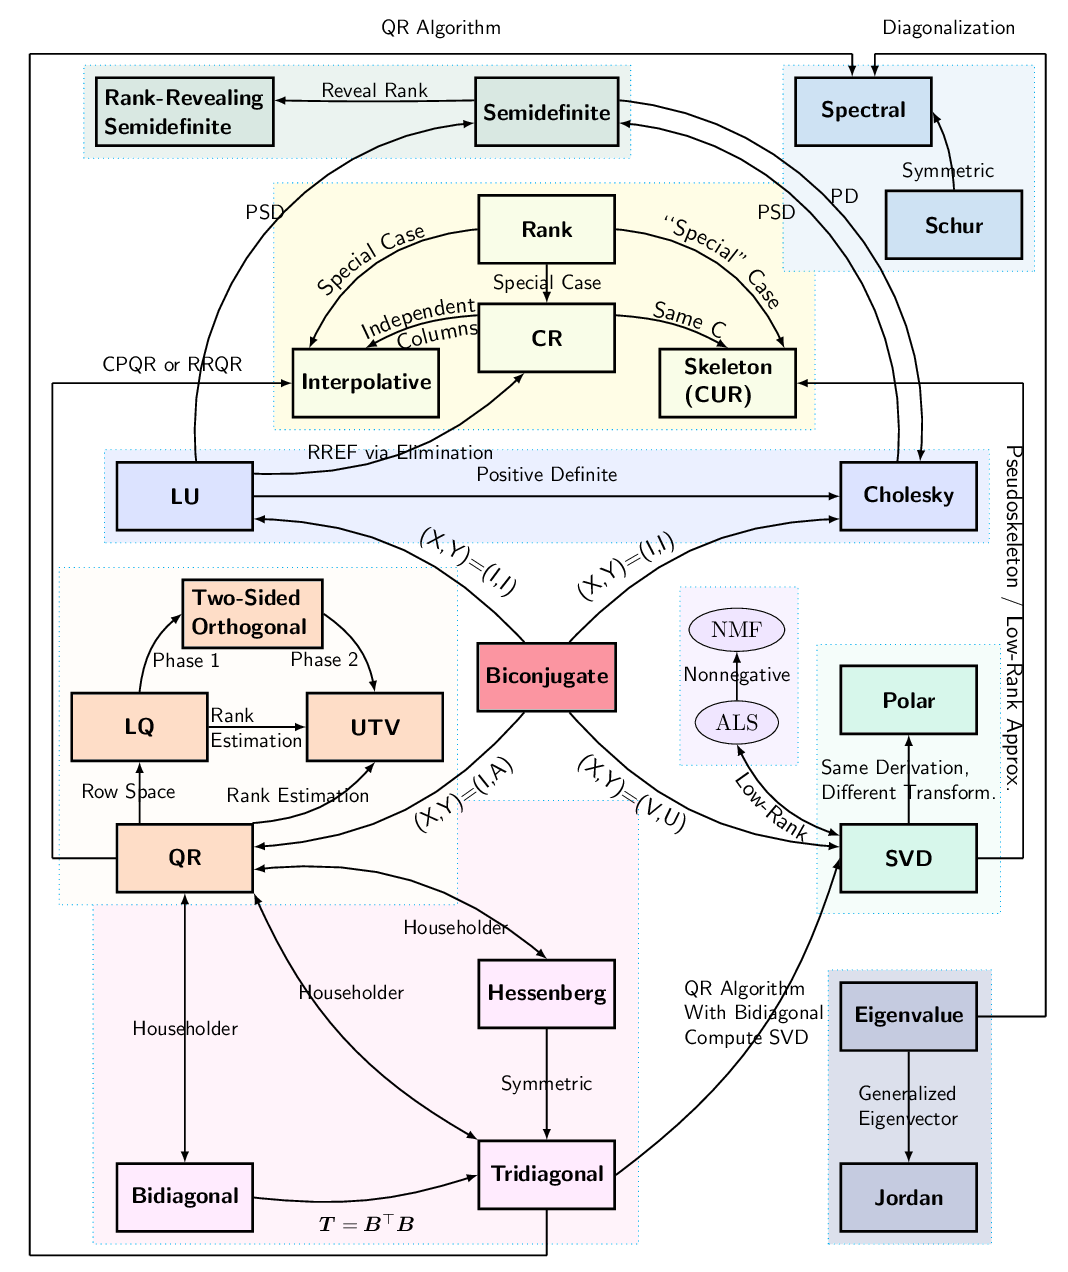 QR Algorithm
Diagonalization
Rank-Revealing
Semidefinite
Reveal Rank
Semidefinite
Spectral
Symmetric
Schur
PSD
PSD
PD
Rank
Special Case
"Special" Case
Special Case
Independent
Columns
CR
Same C
Interpolative
Skeleton
(CUR)
CPQR or RRQR
RREF via Elimination
Positive Definite
LU
Cholesky
Pseudoskeleton / Low-Rank Approx.
(X,Y)=(I,I)
(X,Y)=(I,I)
Two-Sided
Orthogonal
Phase 1
Phase 2
NMF
Nonnegative
ALS
Biconjugate
Polar
LQ
Rank
Estimation
UTV
Row Space
Rank Estimation
(X,Y)=(I,A)
(X,Y)=(V,U)
Low-Rank
Same Derivation,
Different Transform.
QR
SVD
Householder
Householder
Householder
Hessenberg
QR Algorithm
With Bidiagonal
Compute SVD
Eigenvalue
Symmetric
Generalized
Eigenvector
Bidiagonal
Tridiagonal
Jordan
T = B⊤B